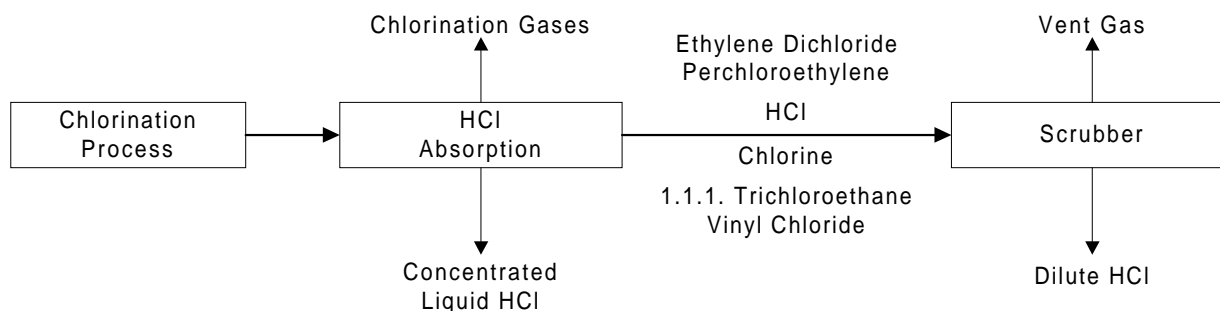 Chlorination Gases
Ethylene Dichloride
Perchloroethylene
Vent Gas
Chlorination
Process
HCl
Absorption
HCl
Chlorine
Scrubber
1.1.1. Trichloroethane
Vinyl Chloride
Concentrated
Liquid HCl
Dilute HCl